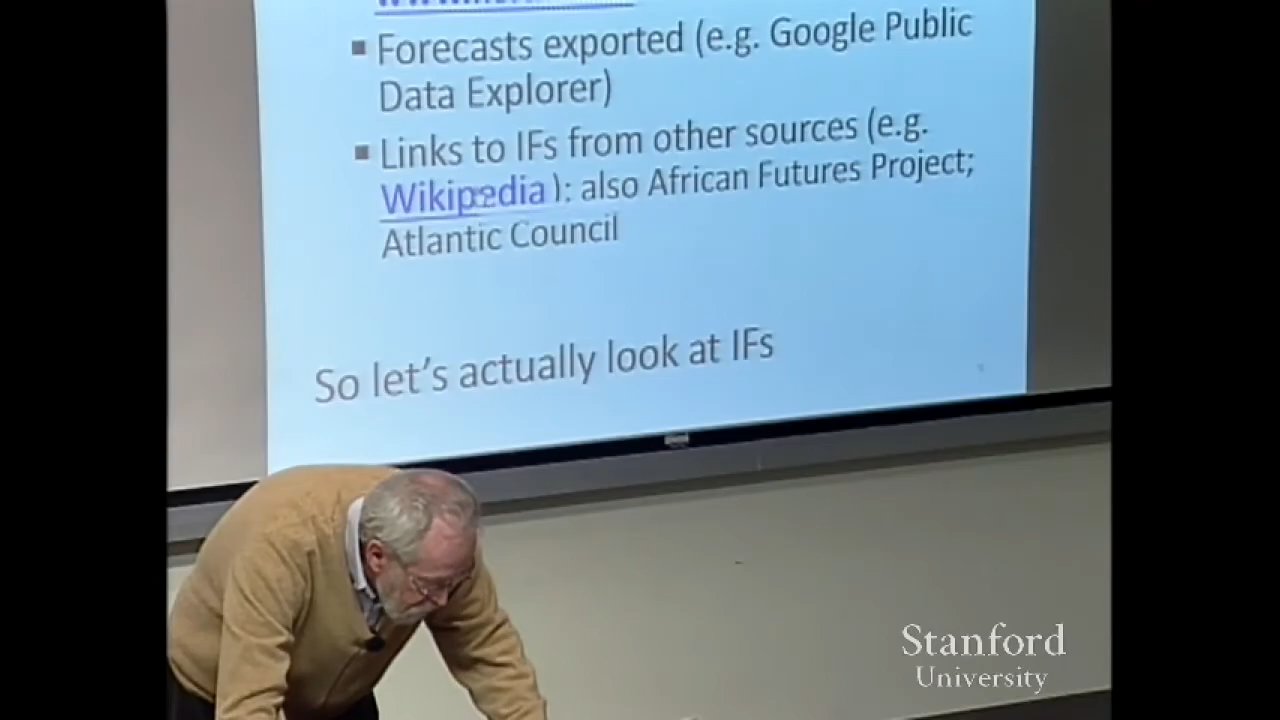 ▪ Forecasts exported (e.g. Google Public
Data Explorer)
▪ Links to IFs from other sources (e.g.
Wikipedia): also African Futures Project;
Atlantic Council
So let's actually look at IFs
Stanford
University